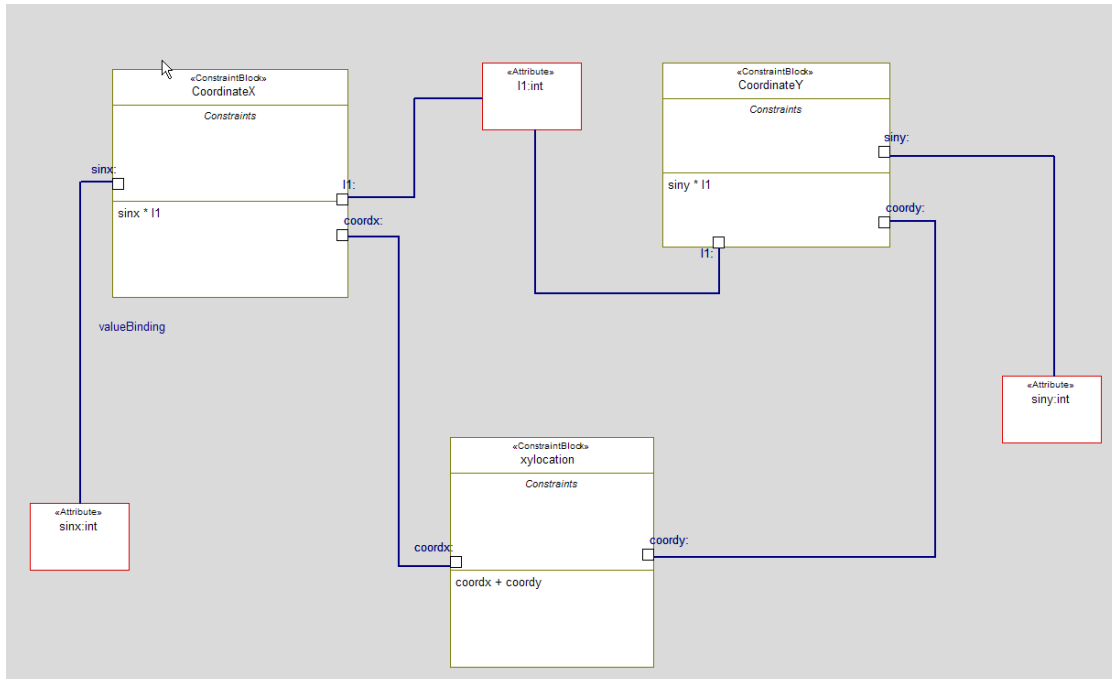 «ConstraintBlock»
CoordinateX
Constraints
sinx:
l1:
sinx * l1
coordx:
valueBinding
«Attribute»
l1:int
«ConstraintBlock»
CoordinateY
Constraints
siny:
siny * l1
coordy:
l1:
«Attribute»
siny:int
«Attribute»
sinx:int
«ConstraintBlock»
xylocation
Constraints
coordx:
coordy:
coordx + coordy